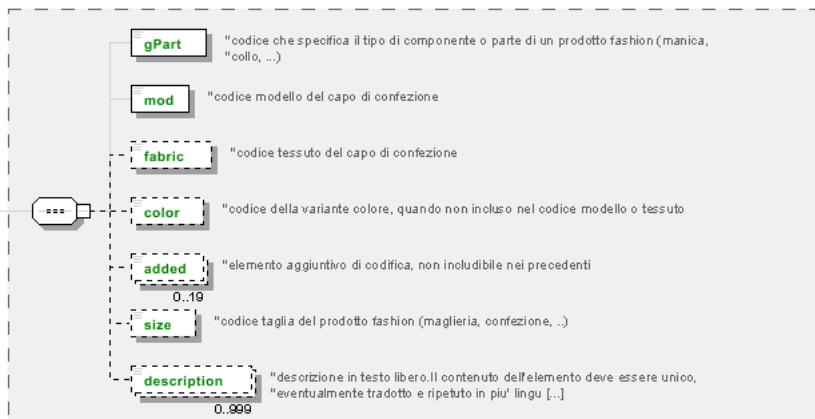 gPart
"codice che specifica il tipo di componente o parte di un prodotto fashion (manica,
"collo, ...)
mod
"codice modello del capo di confezione
fabric
"codice tessuto del capo di confezione
color
"codice della variante colore, quando non incluso nel codice modello o tessuto
added
"elemento aggiuntivo di codifica, non includibile nei precedenti
0..19
size
"codice taglia del prodotto fashion (maglieria, confezione, ..)
description
"descrizione in testo libero.Il contenuto dell'elemento deve essere unico,
"eventualmente tradotto e ripetuto in piu' lingu [...]
0..999